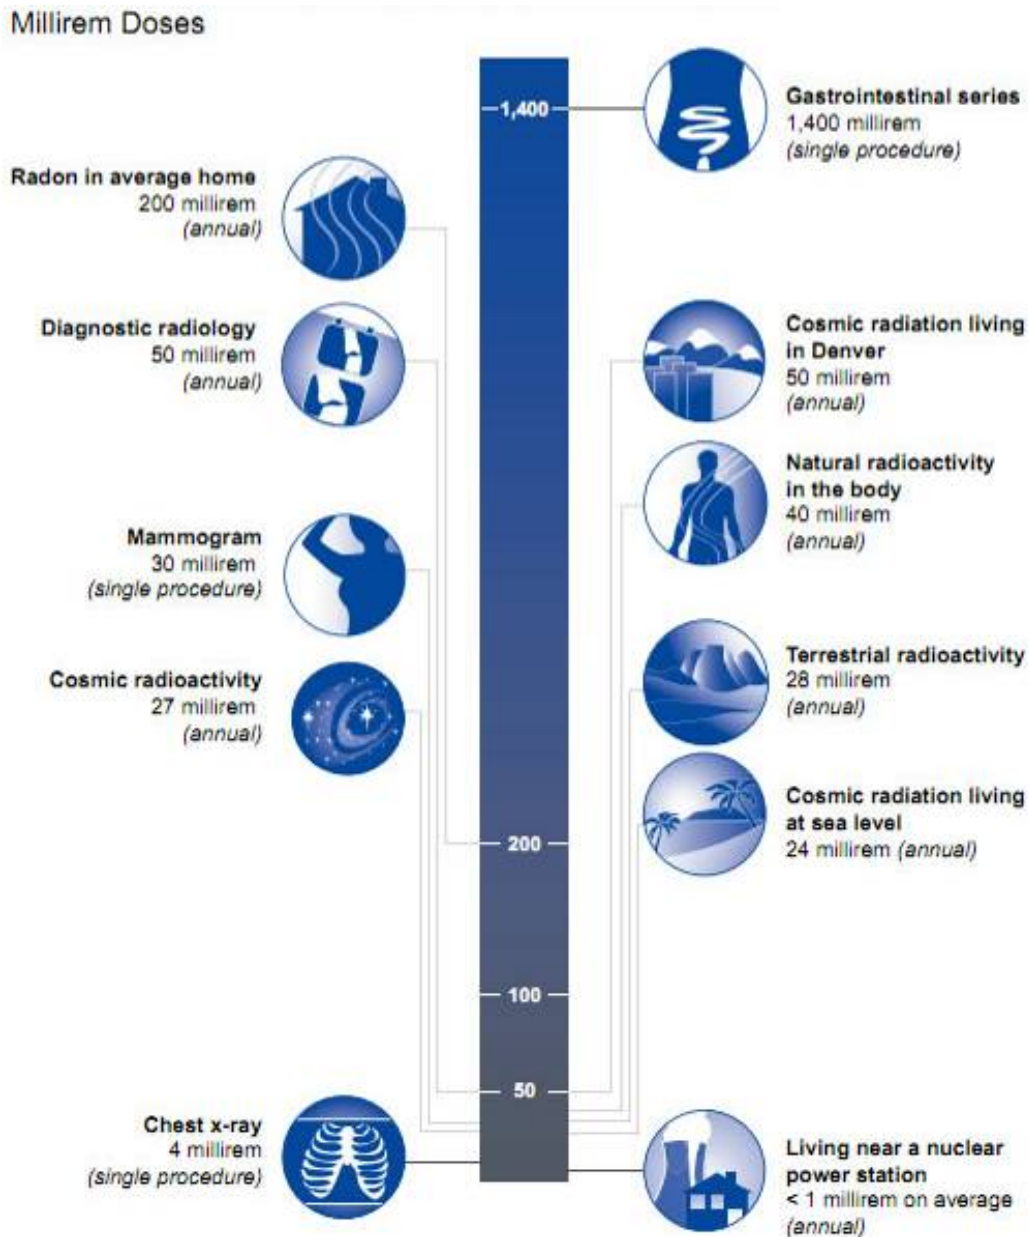 Millirem Doses
1,400
Gastrointestinal series
1,400 millirem
(single procedure)
Radon in average home
200 millirem
(annual)
Diagnostic radiology
50 millirem
(annual)
Cosmic radiation living
in Denver
50 millirem
(annual)
Natural radioactivity
in the body
40 millirem
(annual)
Mammogram
30 millirem
(single procedure)
Terrestrial radioactivity
28 millirem
(annual)
Cosmic radioactivity
27 millirem
(annual)
Cosmic radiation living
at sea level
24 millirem (annual)
200
100
50
Chest x-ray
4 millirem
(single procedure)
Living near a nuclear
power station
< 1 millirem on average
(annual)